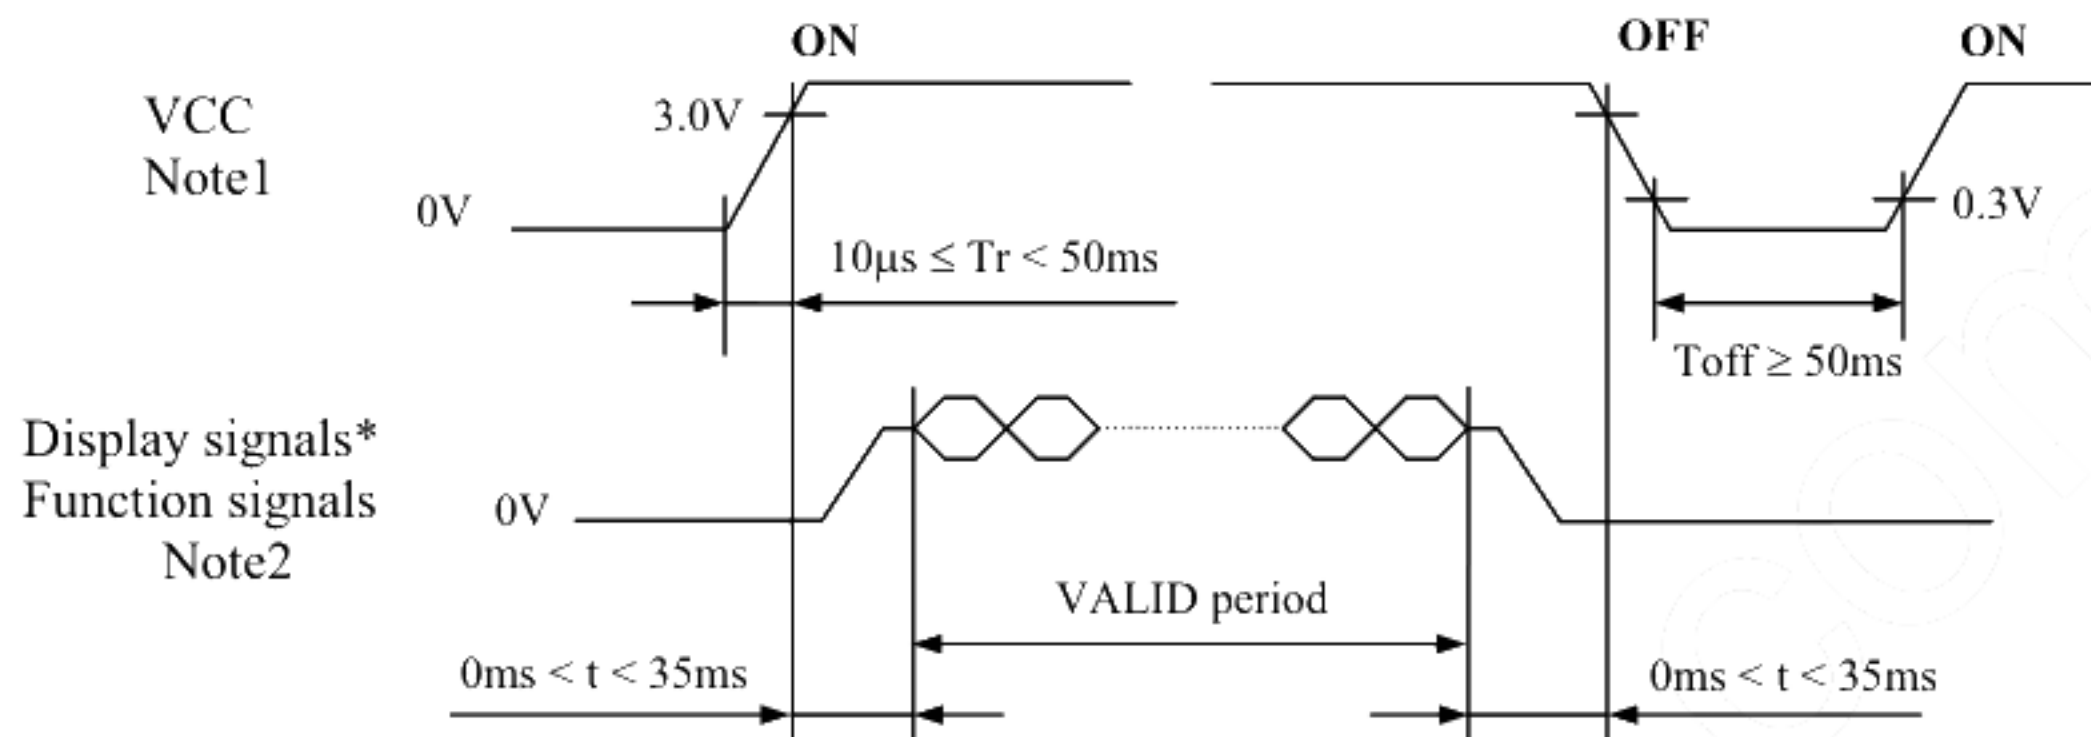 ON
OFF
ON
VCC
Note1
3.0V
0V
0.3V
10μs ≤ Tr < 50ms
Toff ≥ 50ms
Display signals*
Function signals
Note2
0V
VALID period
0ms < t < 35ms
0ms < t < 35ms